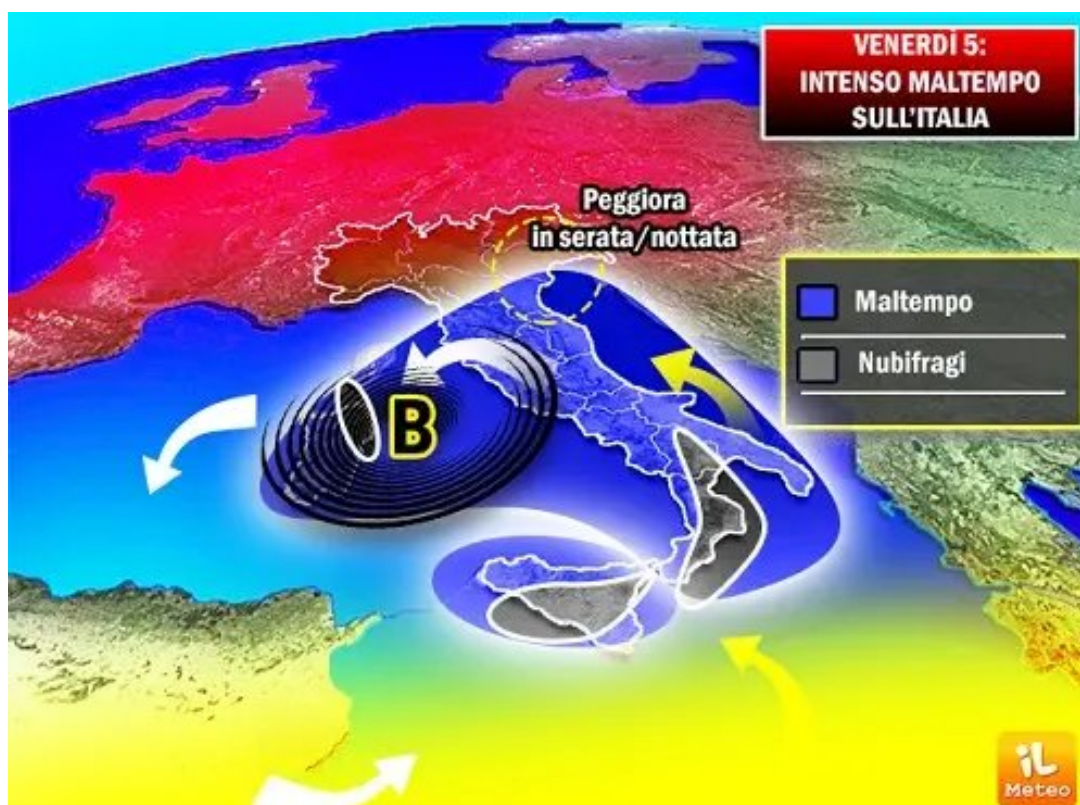 VENERDÌ 5:
INTENSO MALTEMPO
SULL'ITALIA
Peggiora
in serata/nottata
Maltempo
Nubifragi
B
iL
Meteo